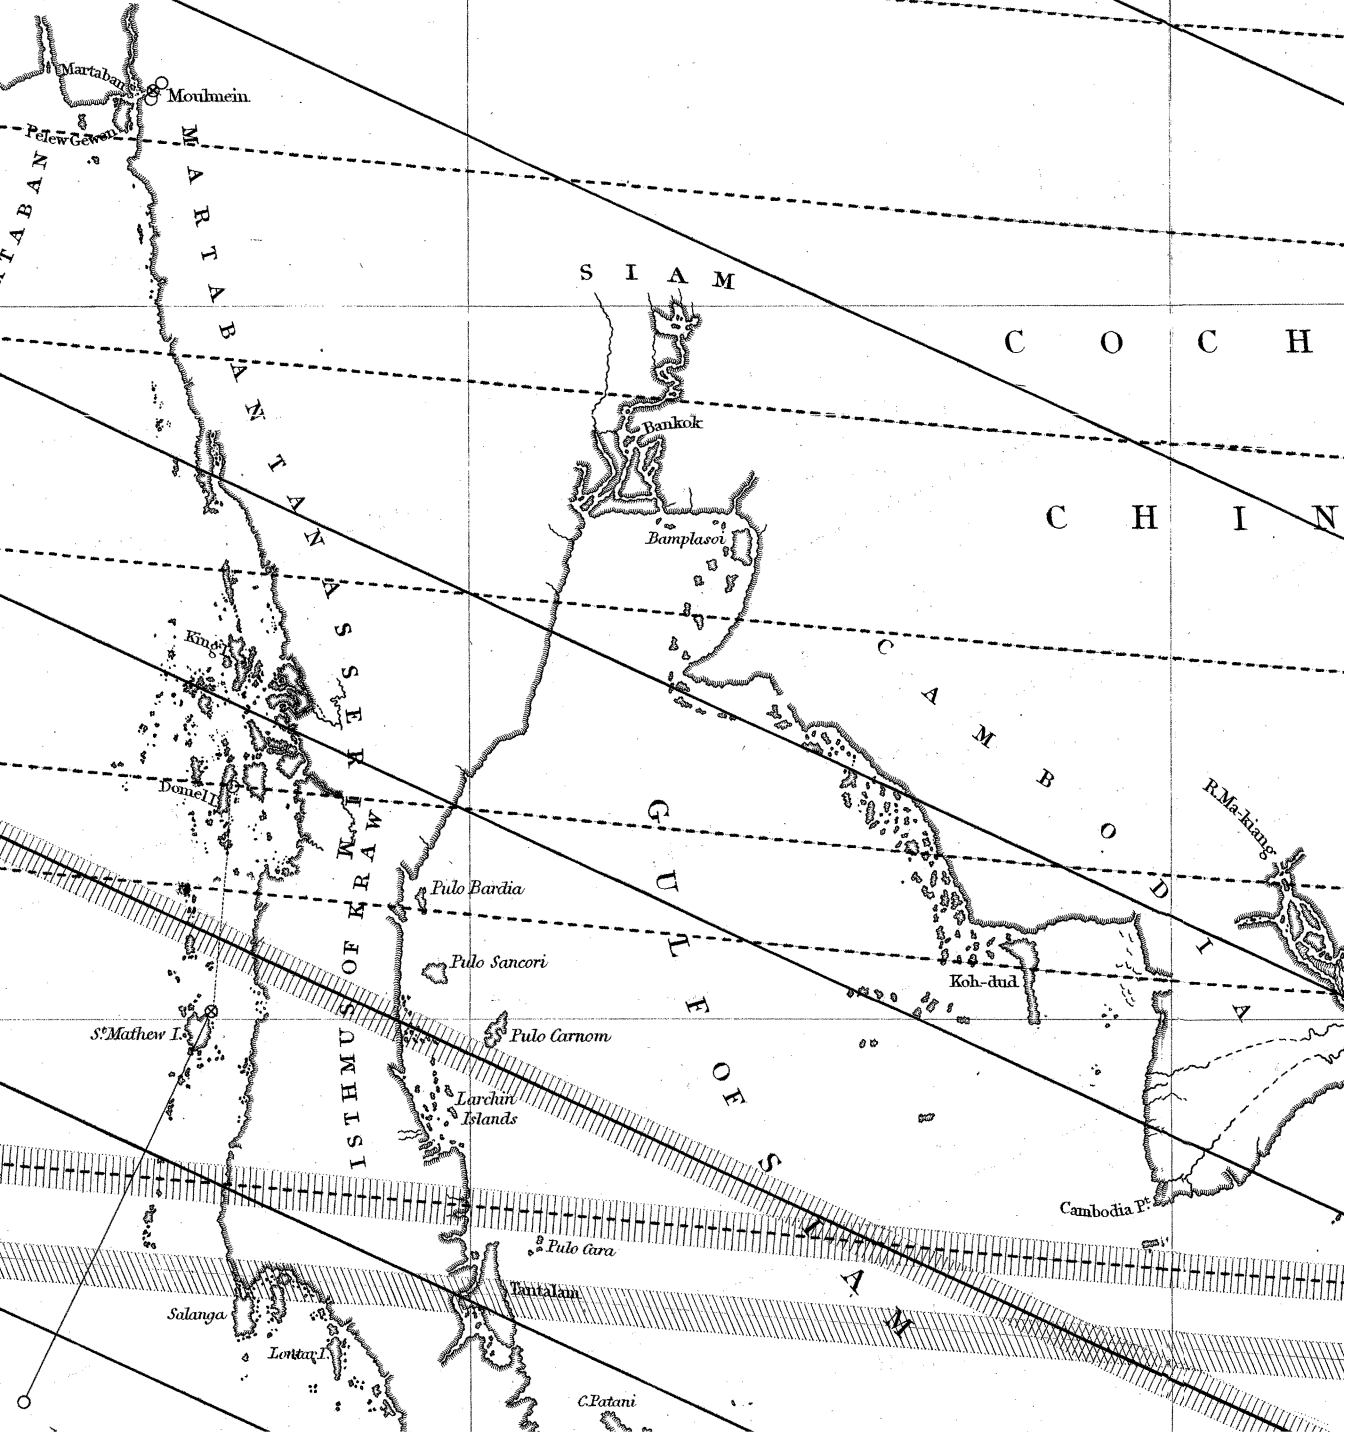 Martaban
Moulmein
Pelew Gewen
TABAN
MARTABAN TANASSERIM
SIAM
COCH
CHIN
Bankok
Bamplasoi
CAMBODIA
King I.
Domel I.
R. Ma-kiang
GULF OF SIAM
ISTHMUS OF KRAW
Pulo Bardia
Pulo Sancori
Koh-dud
St. Mathew I.
Pulo Carnom
Larchin
Islands
Cambodia Pt.
Pulo Cara
Tantalam
Salanga
Lontar I.
C. Patani